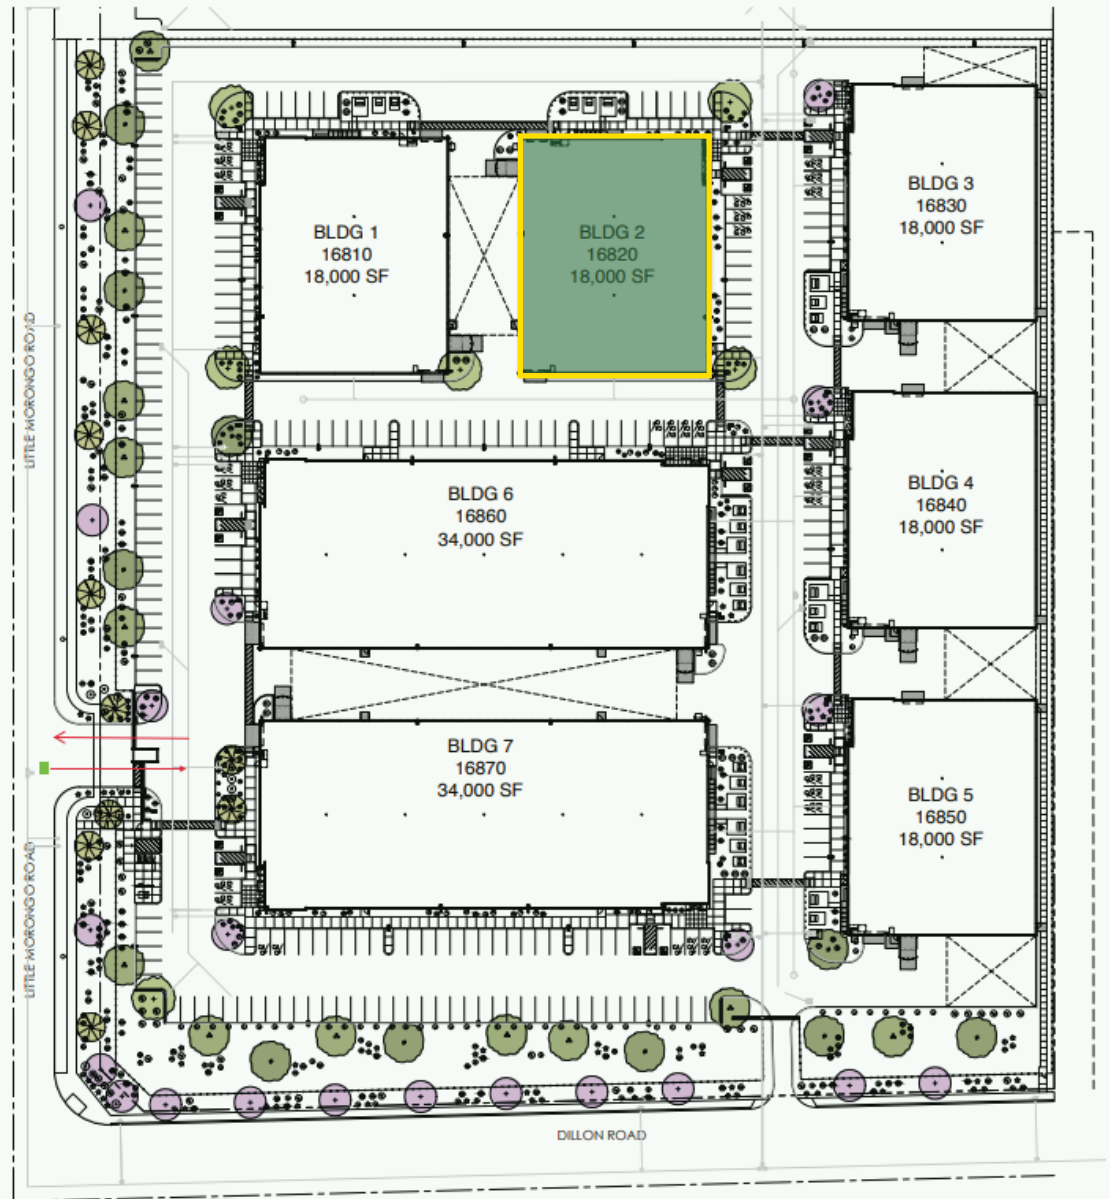 BLDG 1
16810
18,000 SF
BLDG 2
16820
18,000 SF
BLDG 3
16830
18,000 SF
LITTLE MORONGO ROAD
BLDG 6
16860
34,000 SF
BLDG 4
16840
18,000 SF
BLDG 7
16870
34,000 SF
BLDG 5
16850
18,000 SF
LITTLE MORONGO ROAD
DILLON ROAD